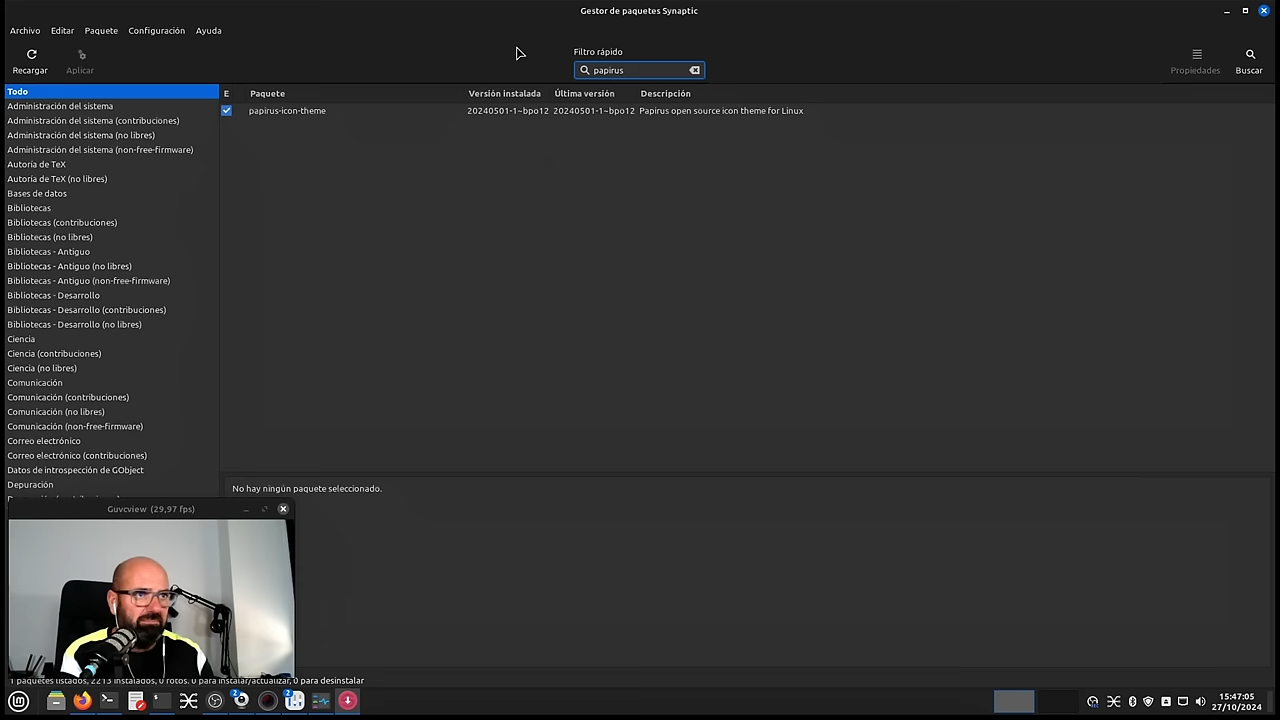 Gestor de paquetes Synaptic
Archivo Editar Paquete Configuración Ayuda
Filtro rápido
Recargar Aplicar papirus Propiedades Buscar
Todo
Administración del sistema
Administración del sistema (contribuciones)
Administración del sistema (no libres)
Administración del sistema (non-free-firmware)
Autoría de TeX
Autoría de TeX (no libres)
Bases de datos
Bibliotecas
Bibliotecas (contribuciones)
Bibliotecas (no libres)
Bibliotecas - Antiguo
Bibliotecas - Antiguo (no libres)
Bibliotecas - Antiguo (non-free-firmware)
Bibliotecas - Desarrollo
Bibliotecas - Desarrollo (contribuciones)
Bibliotecas - Desarrollo (no libres)
Ciencia
Ciencia (contribuciones)
Ciencia (no libres)
Comunicación
Comunicación (contribuciones)
Comunicación (no libres)
Comunicación (non-free-firmware)
Correo electrónico
Correo electrónico (contribuciones)
Datos de introspección de GObject
Depuración
E Paquete Versión instalada Última versión Descripción
papirus-icon-theme 20240501-1~bpo12 20240501-1~bpo12 Papirus open source icon theme for Linux
No hay ningún paquete seleccionado.
Guvcview (29,97 fps)
1 paquetes listados, 2213 instalados, 0 rotos. 0 para instalar/actualizar, 0 para desinstalar
2 2
15:47:05
27/10/2024